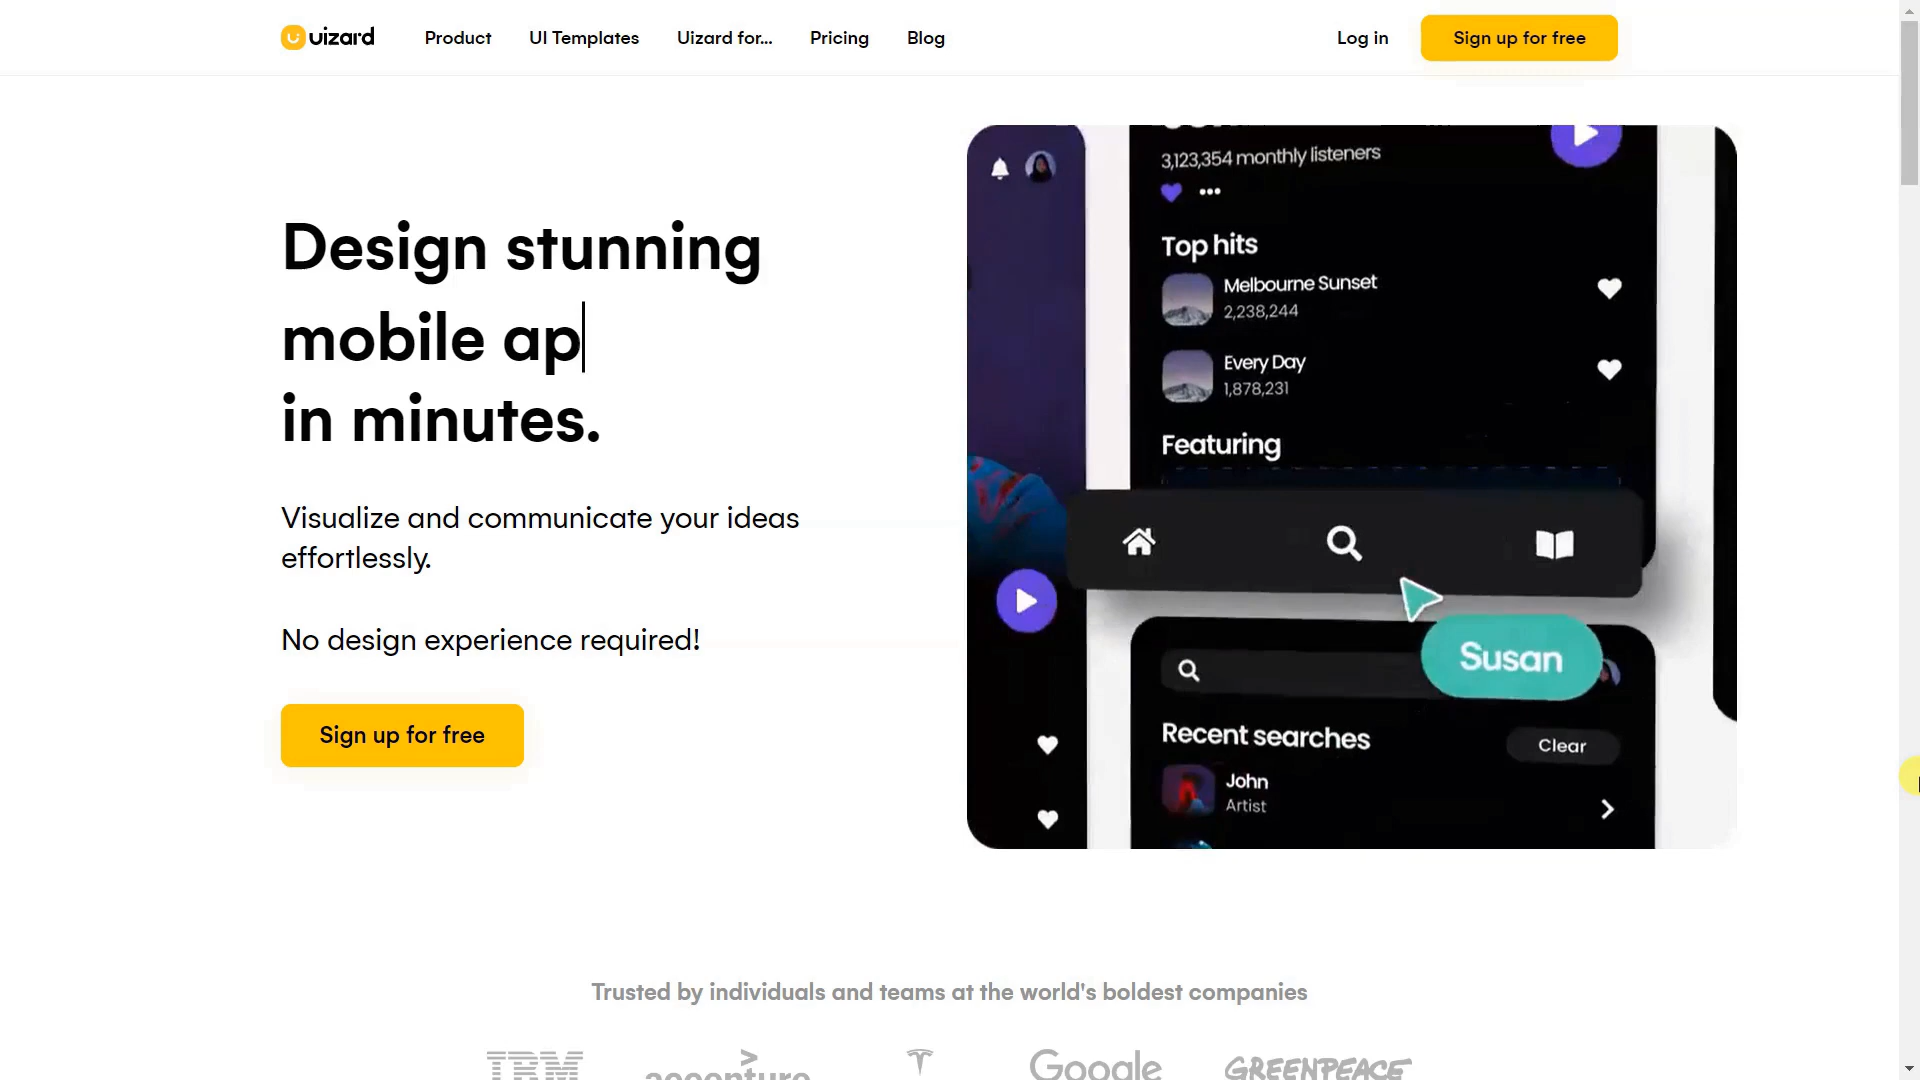 uizard
Product
UI Templates
Uizard for...
Pricing
Blog
Log in
Sign up for free
Design stunning
mobile ap
in minutes.
Visualize and communicate your ideas
effortlessly.
No design experience required!
Sign up for free
3,123,354 monthly listeners
Top hits
Melbourne Sunset
2,238,244
Every Day
1,878,231
Featuring
Susan
Recent searches
Clear
John
Artist
Trusted by individuals and teams at the world's boldest companies
IBM
accenture
Google
GREENPEACE